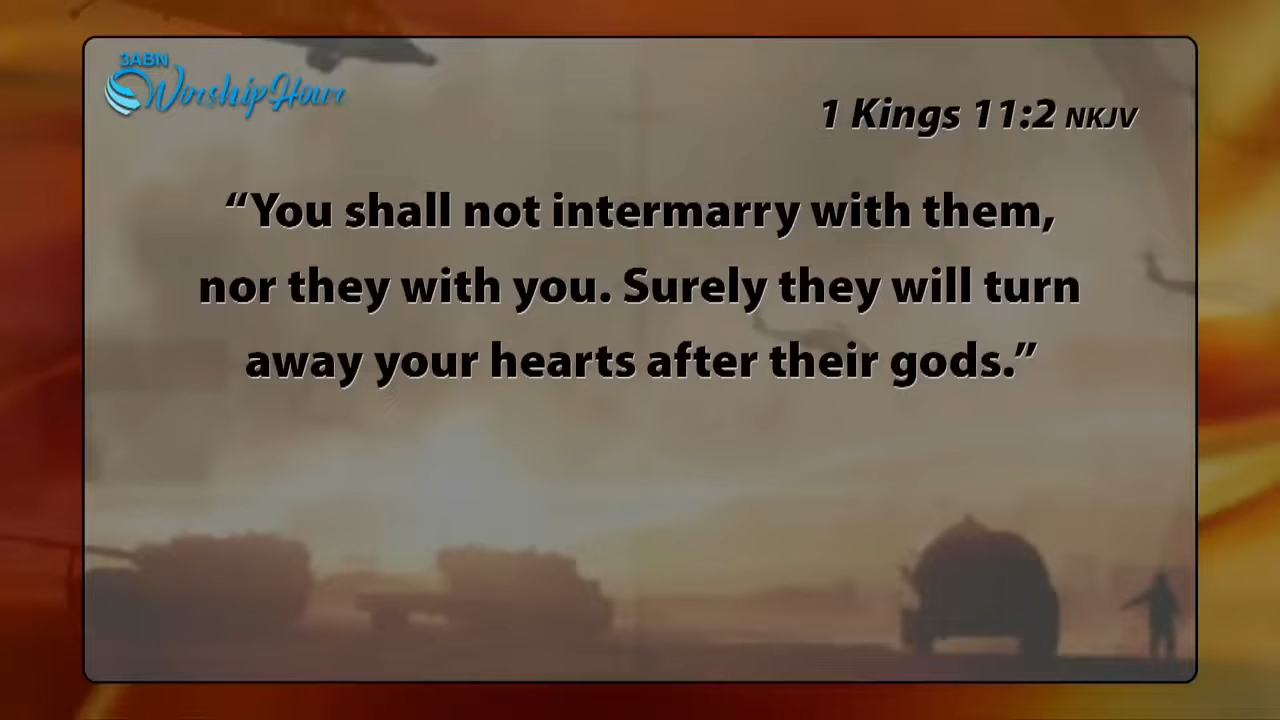 3ABN
Worship Hour
1 Kings 11:2 NKJV
“You shall not intermarry with them,
nor they with you. Surely they will turn
away your hearts after their gods.”